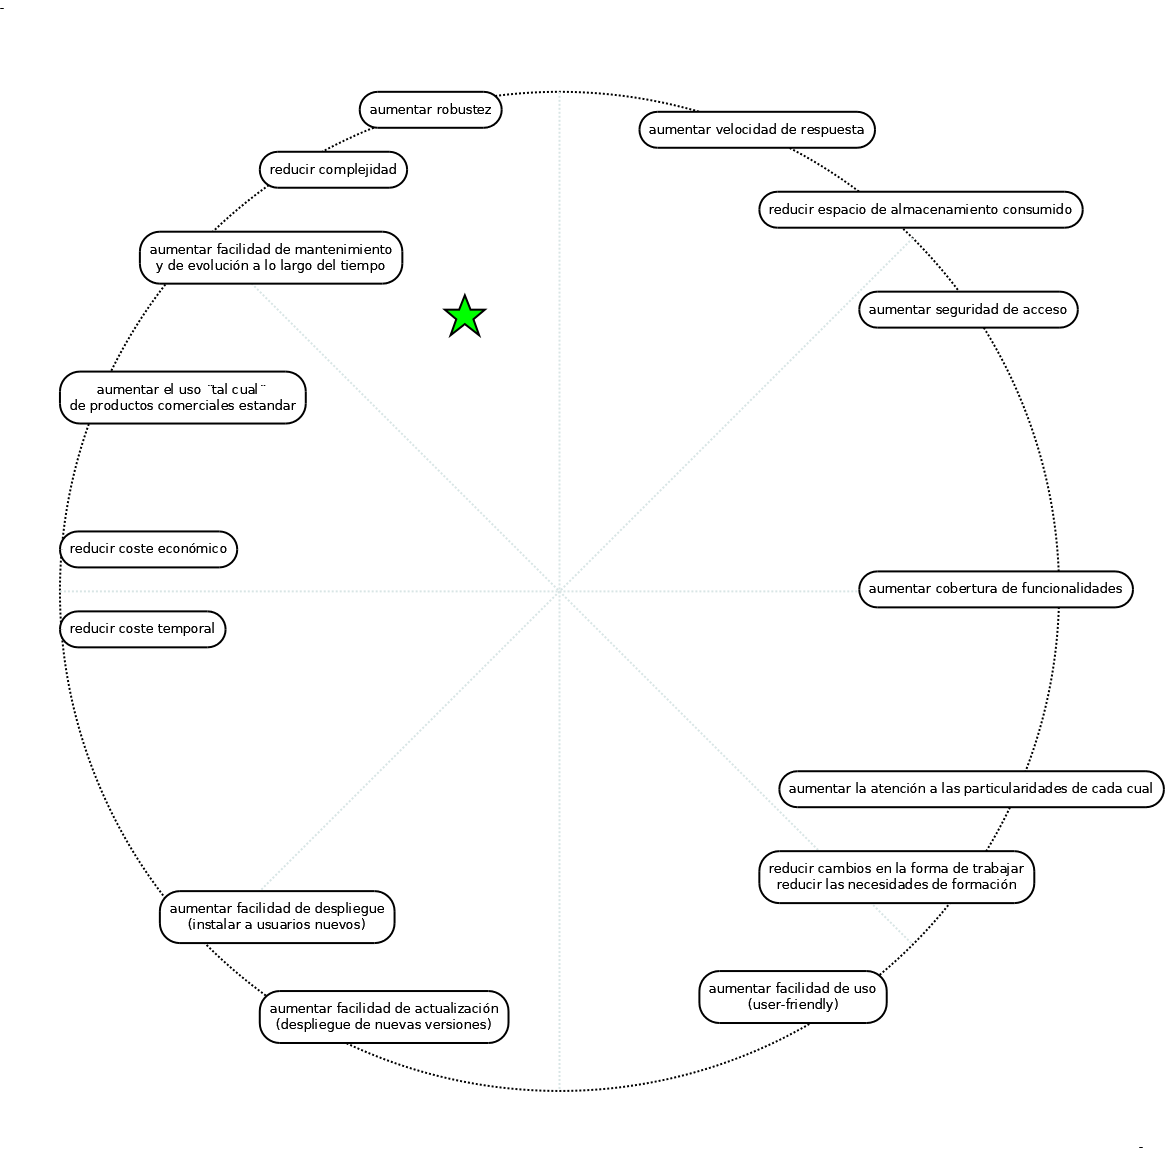 aumentar robustez
aumentar velocidad de respuesta
reducir complejidad
reducir espacio de almacenamiento consumido
aumentar facilidad de mantenimiento
y de evolución a lo largo del tiempo
aumentar seguridad de acceso
aumentar el uso ¨tal cual¨
de productos comerciales estandar
reducir coste económico
aumentar cobertura de funcionalidades
reducir coste temporal
aumentar la atención a las particularidades de cada cual
reducir cambios en la forma de trabajar
reducir las necesidades de formación
aumentar facilidad de despliegue
(instalar a usuarios nuevos)
aumentar facilidad de uso
(user-friendly)
aumentar facilidad de actualización
(despliegue de nuevas versiones)